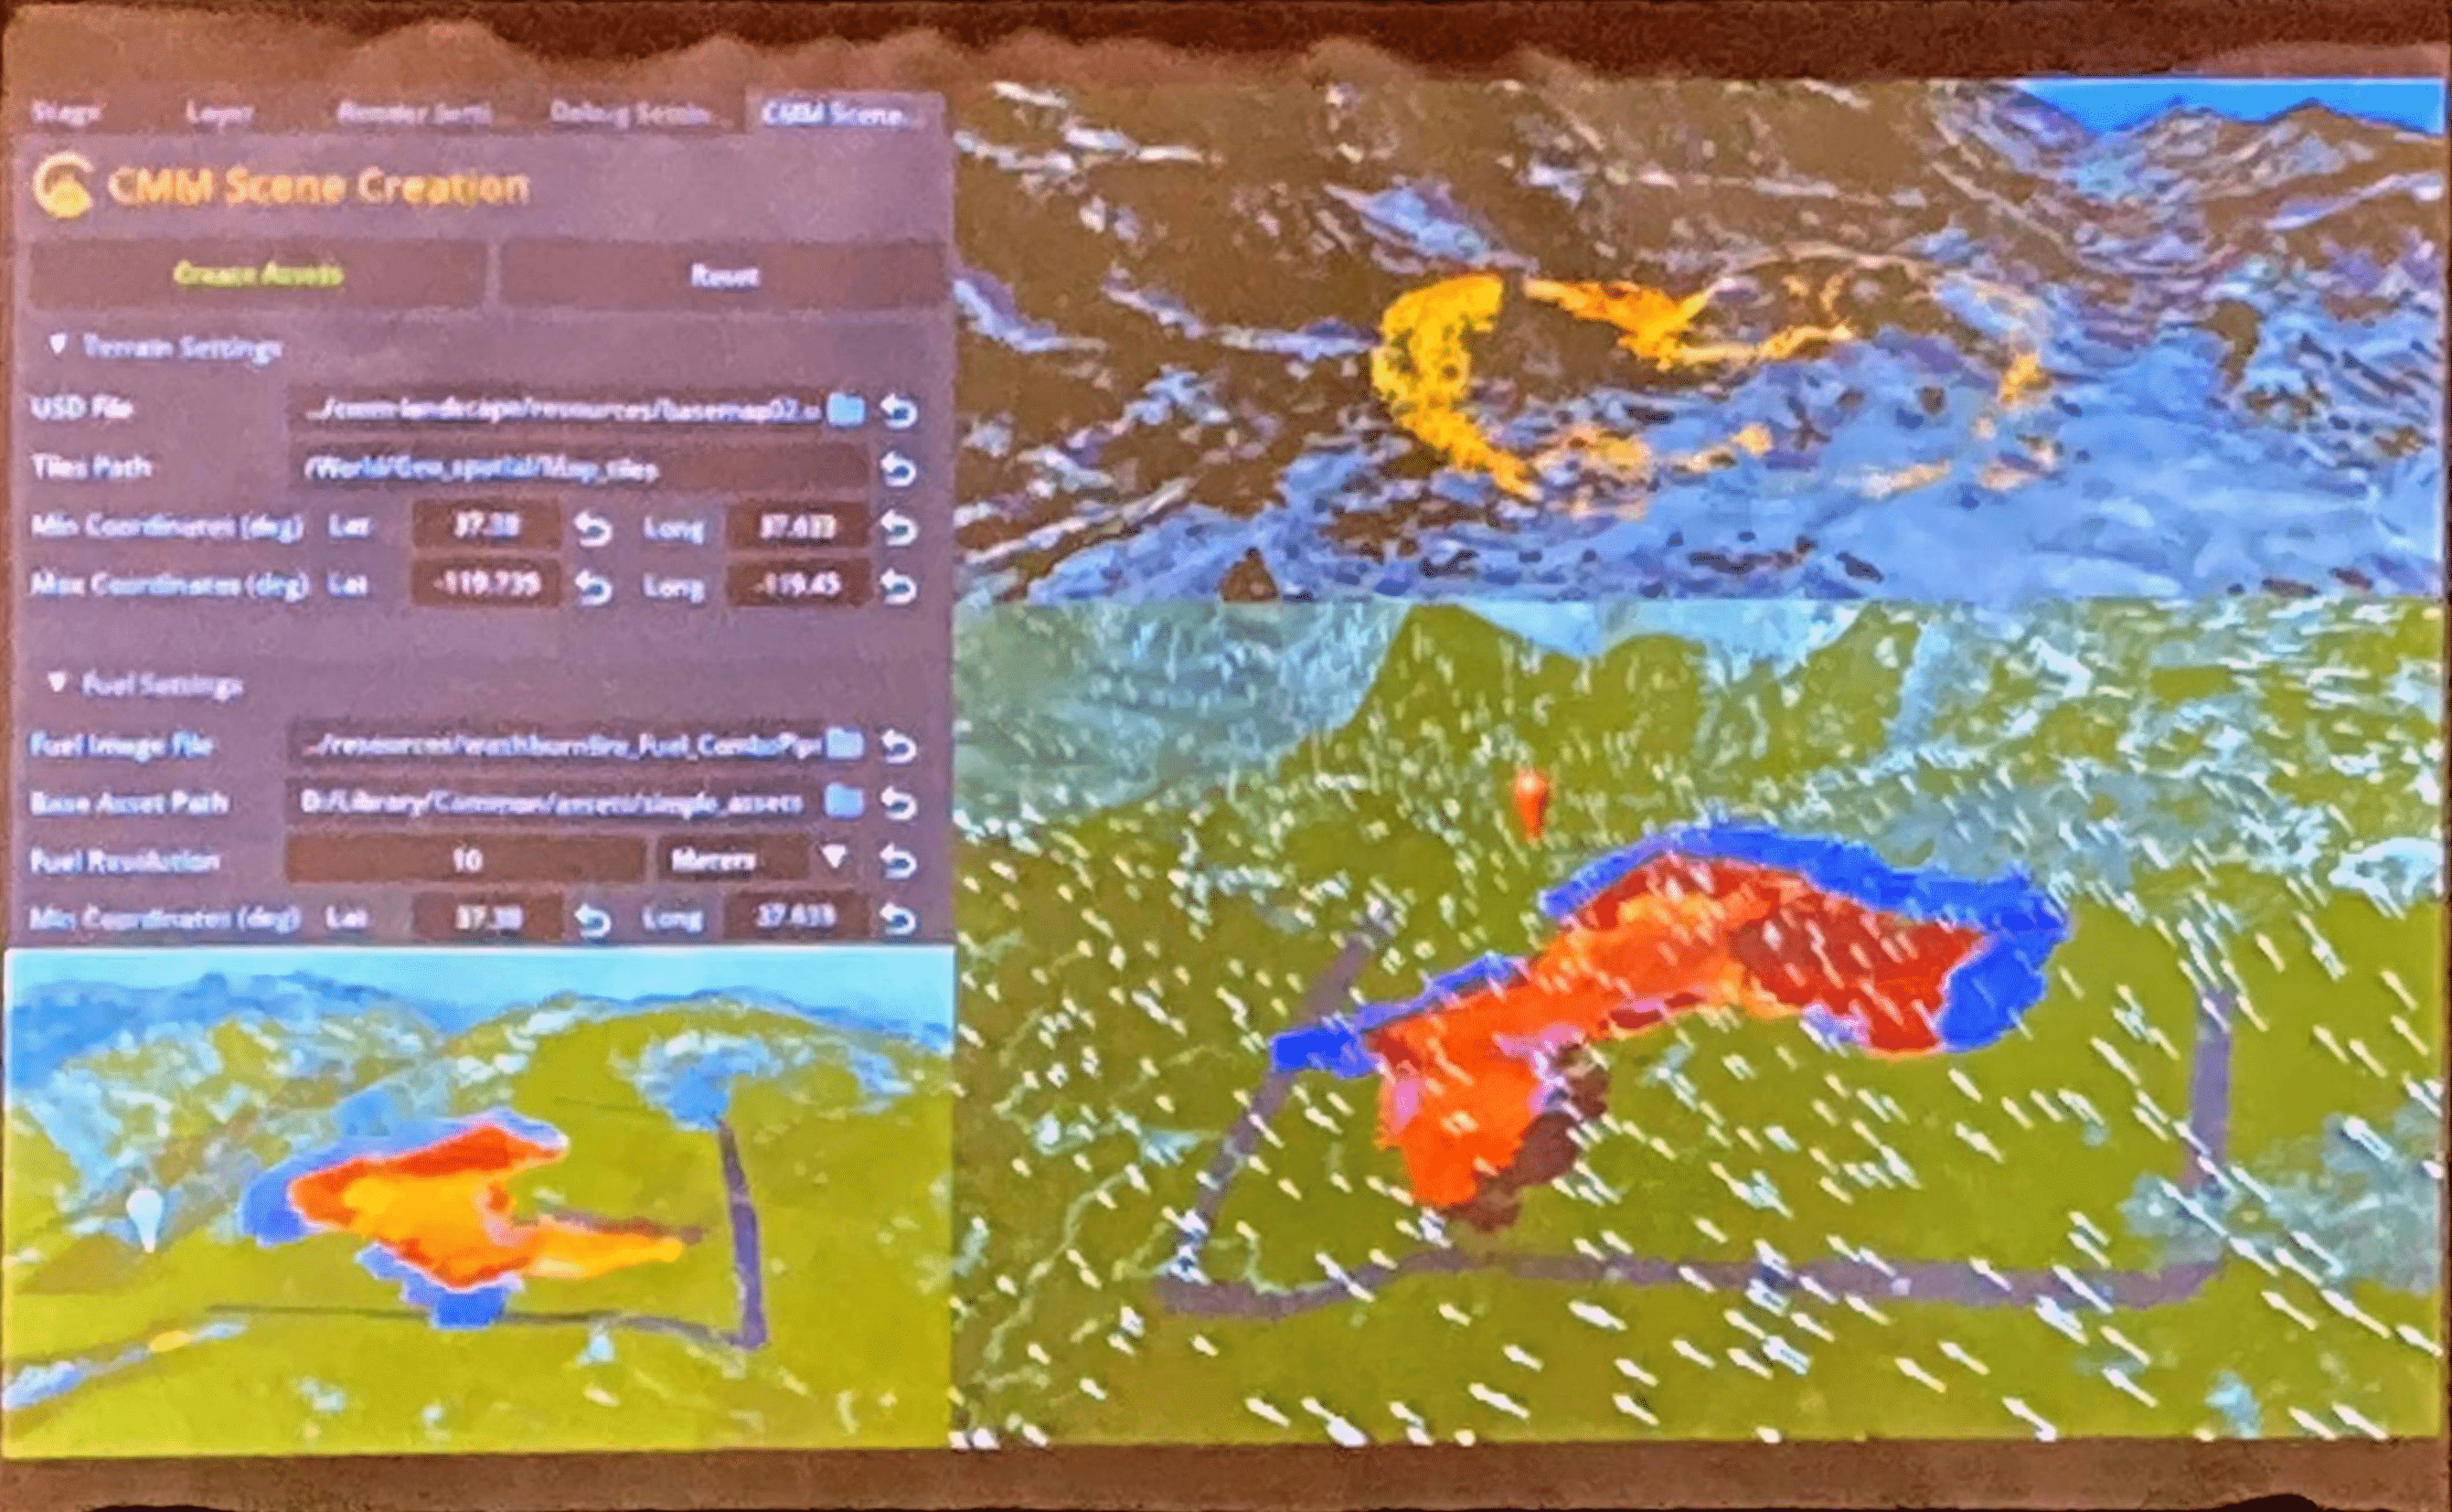 Stage Layer Render Setti Debug Settin... CMM Scene...
CMM Scene Creation
Create Assets Reset
Terrain Settings
USD File ../cmm-landscape/resources/basemap02.u
Tiles Path /World/Geo_spatial/Map_tiles
Min Coordinates (deg) Lat 37.38 Long 37.633
Max Coordinates (deg) Lat -119.735 Long -119.45
Fuel Settings
Fuel Image File ../resources/washburnfire_Fuel_Combo
Base Asset Path D:/Library/Common/assets/simple_assets
Fuel Resolution 10 Meters
Min Coordinates (deg) Lat 37.38 Long 37.633